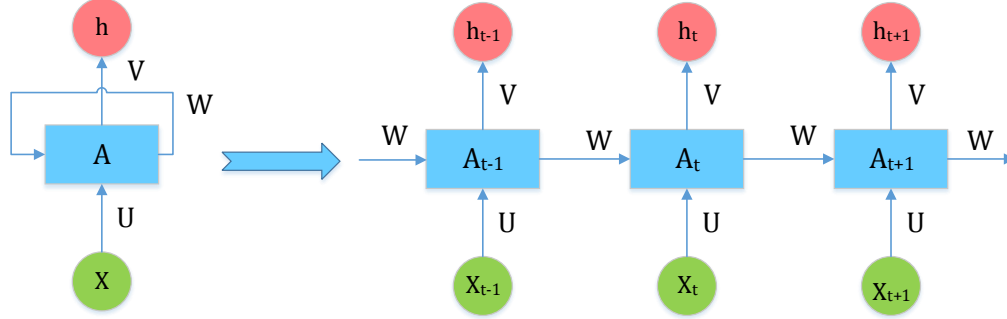 h
h_{t-1}
h_t
h_{t+1}
V
V
V
V
W
W
W
W
W
A
A_{t-1}
A_t
A_{t+1}
U
U
U
U
X
X_{t-1}
X_t
X_{t+1}